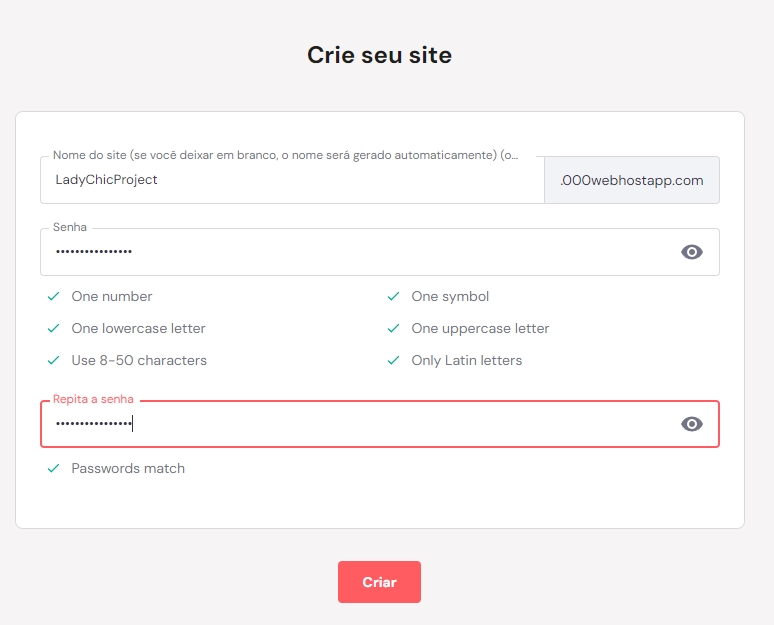 Crie seu site
Nome do site (se você deixar em branco, o nome será gerado automaticamente) (o...
LadyChicProject
.000webhostapp.com
Senha
••••••••••••••••
One number
One symbol
One lowercase letter
One uppercase letter
Use 8-50 characters
Only Latin letters
Repita a senha
••••••••••••••••
Passwords match
Criar